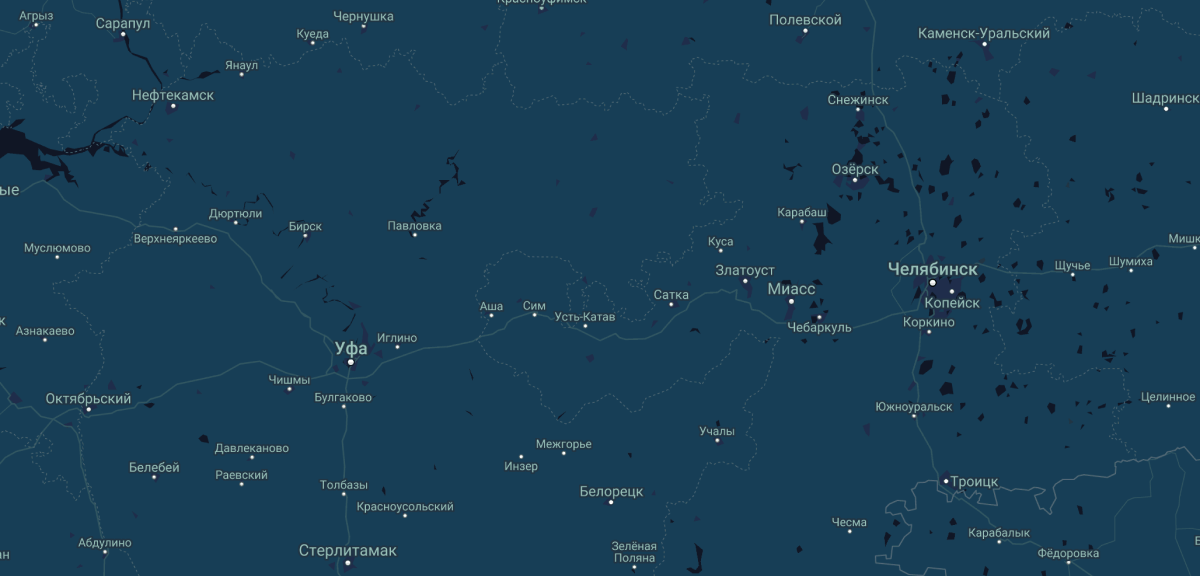 Агрыз
Сарапул
Чернушка
Куеда
Красноуфимск
Полевской
Каменск-Уральский
Янаул
Нефтекамск
Снежинск
Шадринск
Озёрск
ые
Дюртюли
Верхнеяркеево
Бирск
Павловка
Карабаш
Муслюмово
Куса
Мишк
Златоуст
Миасс
Челябинск
Щучье
Шумиха
Сатка
Аша
Сим
Усть-Катав
Копейск
к
Азнакаево
Чебаркуль
Коркино
Иглино
Уфа
Чишмы
Булгаково
Октябрьский
Южноуральск
Целинное
Учалы
Давлеканово
Межгорье
Инзер
Белебей
Раевский
Толбазы
Белорецк
Троицк
Красноусольский
Чесма
Карабалык
Абдулино
Стерлитамак
Зелёная
Поляна
Фёдоровка
ан